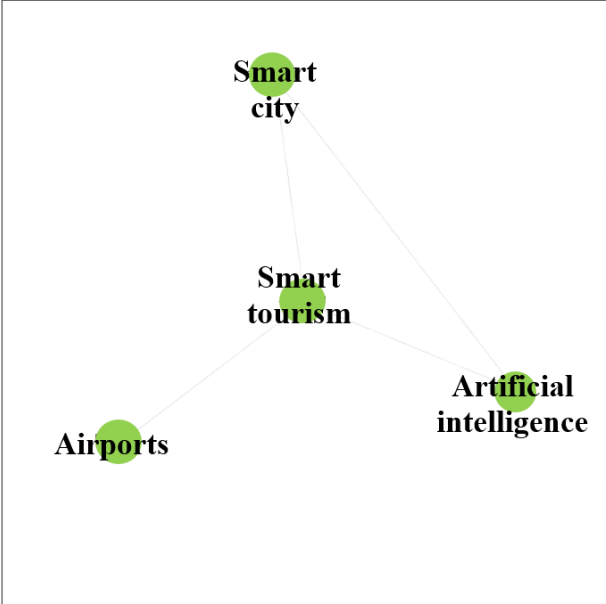 Smart
city
Smart
tourism
Artificial
intelligence
Airports